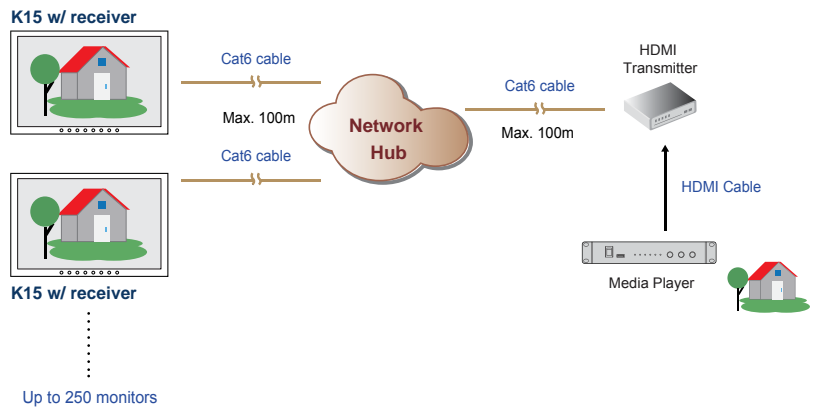 K15 w/ receiver
Cat6 cable
Max. 100m
Cat6 cable
K15 w/ receiver
Up to 250 monitors
Network
Hub
Cat6 cable
Max. 100m
HDMI
Transmitter
HDMI Cable
Media Player